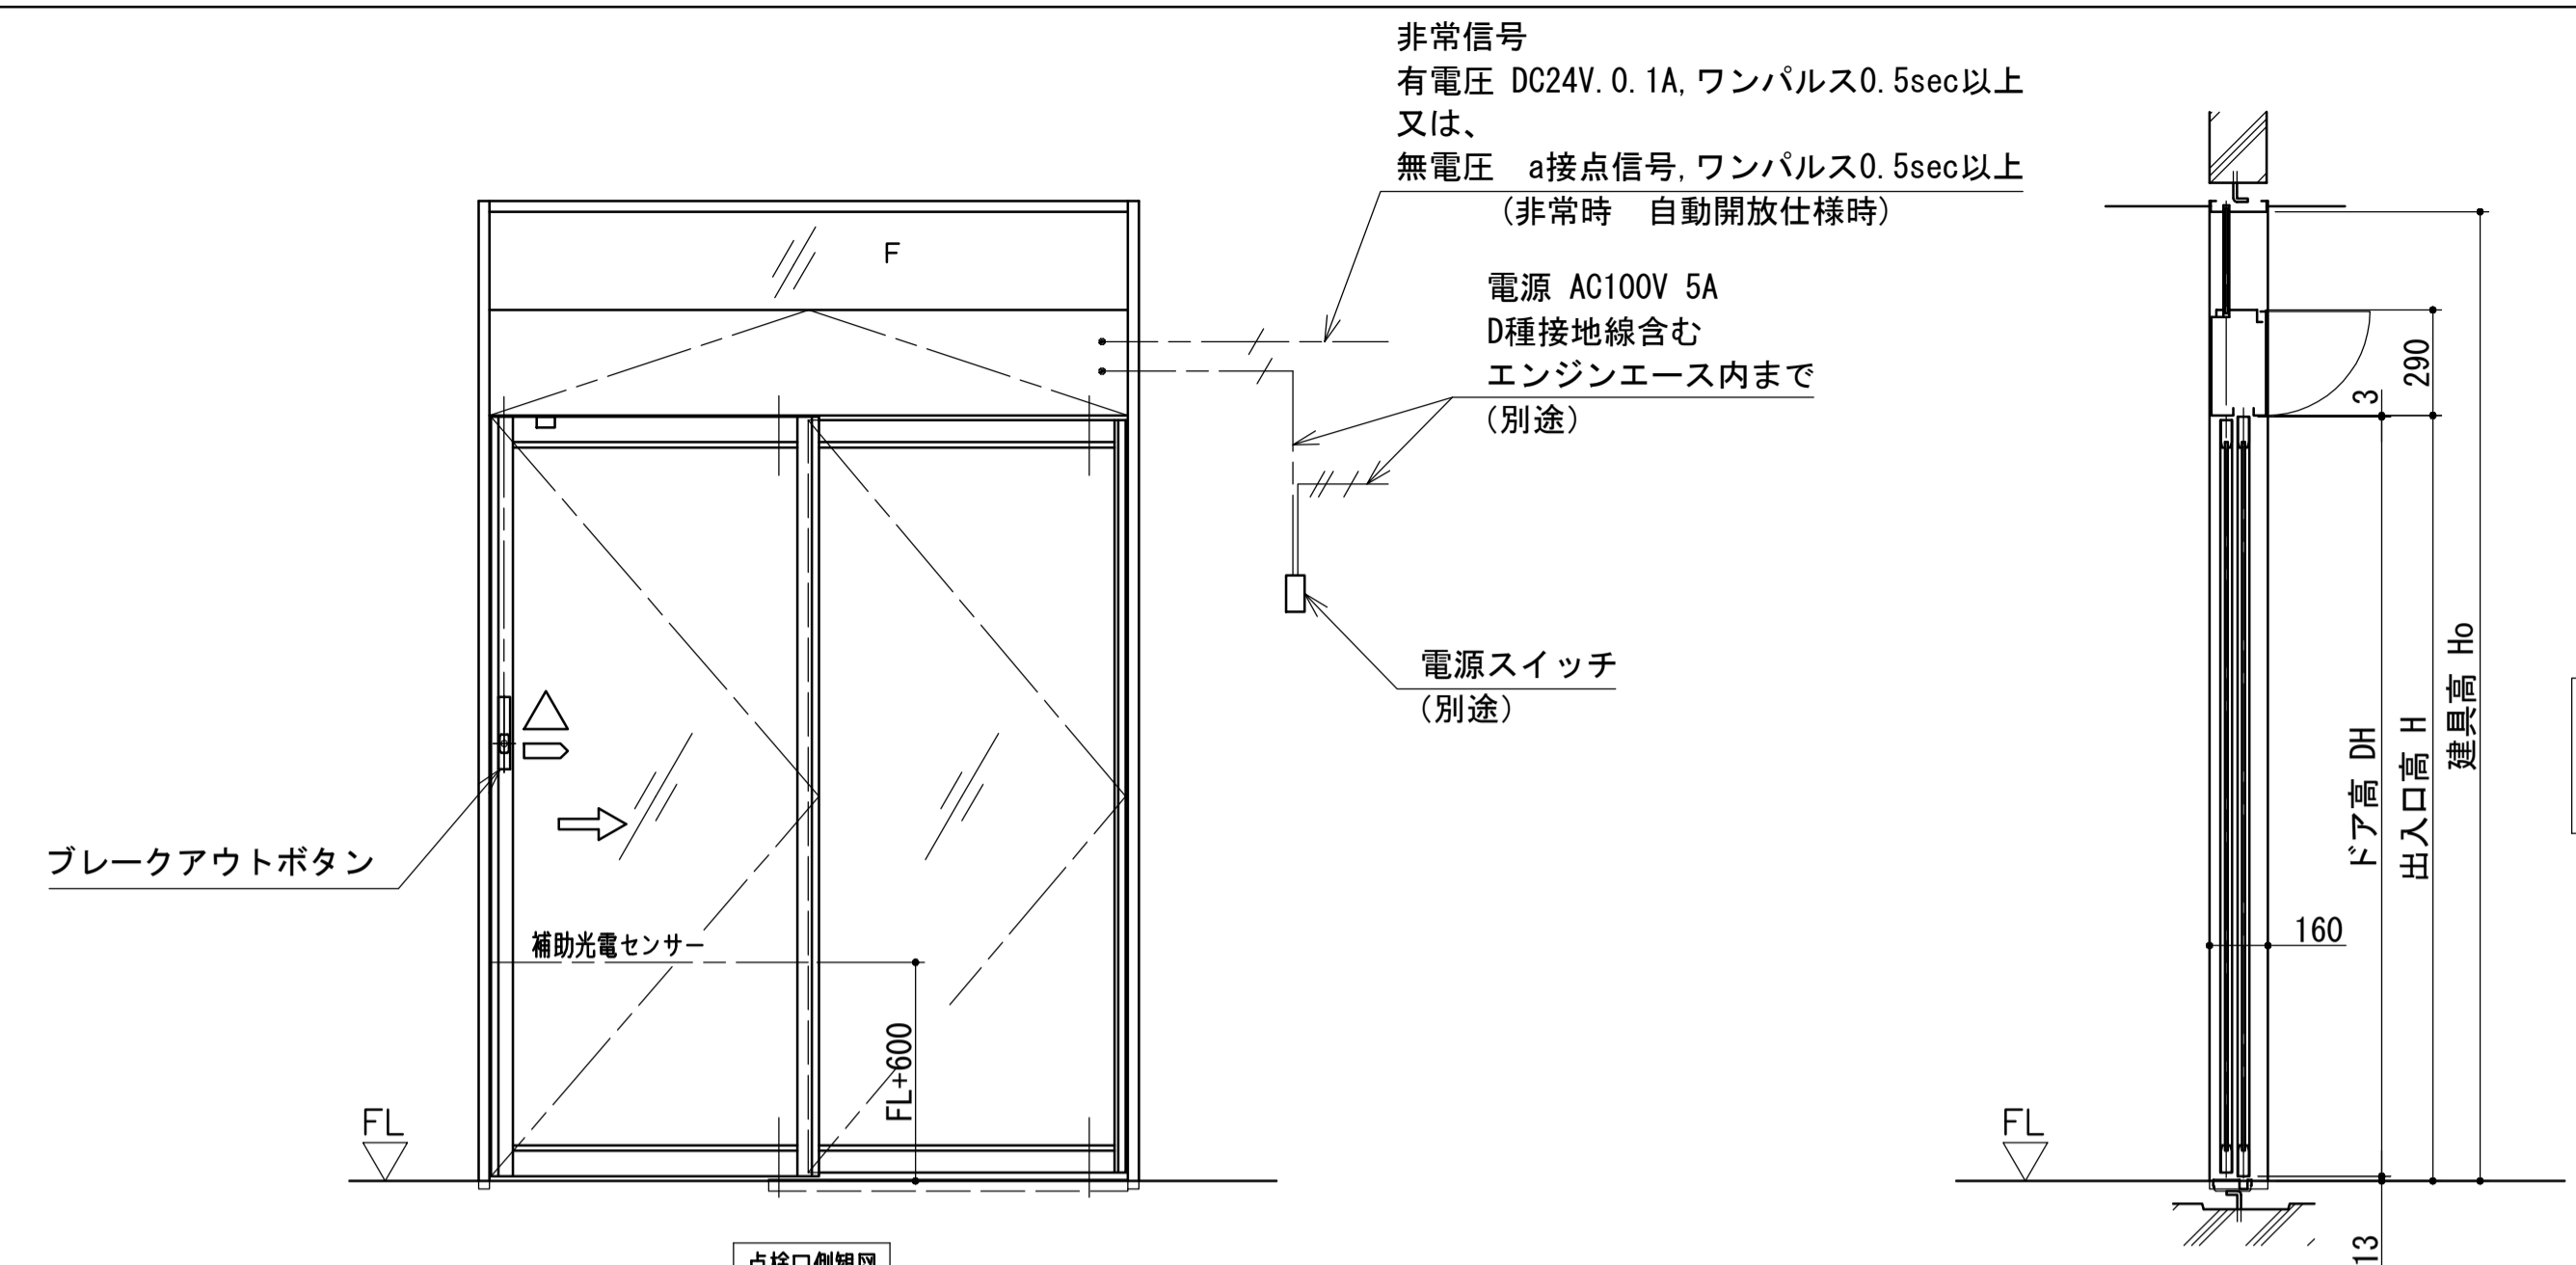 非常信号
有電圧 DC24V.0.1A,ワンパルス0.5sec以上
又は、
無電圧　a接点信号,ワンパルス0.5sec以上
(非常時　自動開放仕様時)
F
電源 AC100V 5A
D種接地線含む
エンジンエース内まで
(別途)
電源スイッチ
(別途)
ブレークアウトボタン
補助光電センサー
FL+600
FL
点検口側観図
3
290
ドア高 DH
出入口高 H
建具高 Ho
160
FL
13